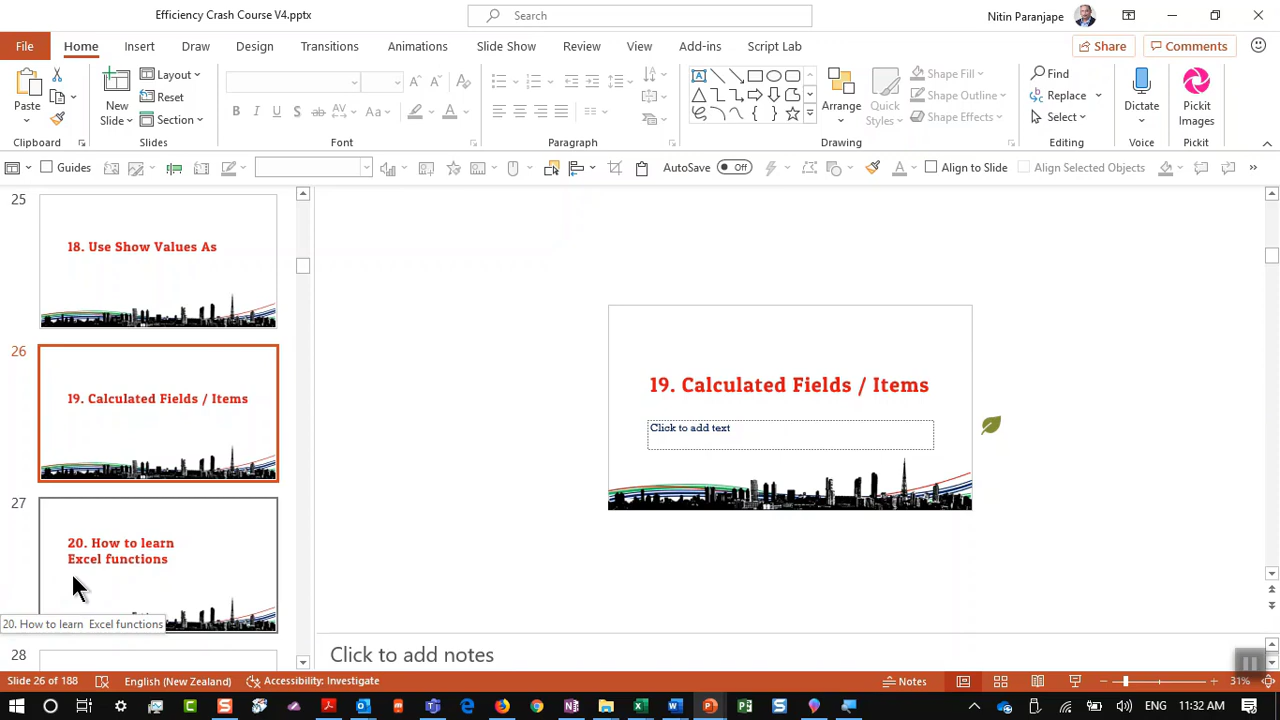 Efficiency Crash Course V4.pptx
Search
Nitin Paranjape
File
Home
Insert
Draw
Design
Transitions
Animations
Slide Show
Review
View
Add-ins
Script Lab
Share
Comments
Paste
Clipboard
New
Slide
Layout
Reset
Section
Slides
B I U S ab AV Aa A
Font
Paragraph
Arrange
Quick
Styles
Shape Fill
Shape Outline
Shape Effects
Drawing
Find
Replace
Select
Editing
Dictate
Voice
Pickit
Images
Pickit
Guides
AutoSave Off
Align to Slide
Align Selected Objects
25
18. Use Show Values As
26
19. Calculated Fields / Items
27
20. How to learn
Excel functions
20. How to learn Excel functions
28
19. Calculated Fields / Items
Click to add text
Click to add notes
Slide 26 of 188
English (New Zealand)
Accessibility: Investigate
Notes
31%
ENG
11:32 AM